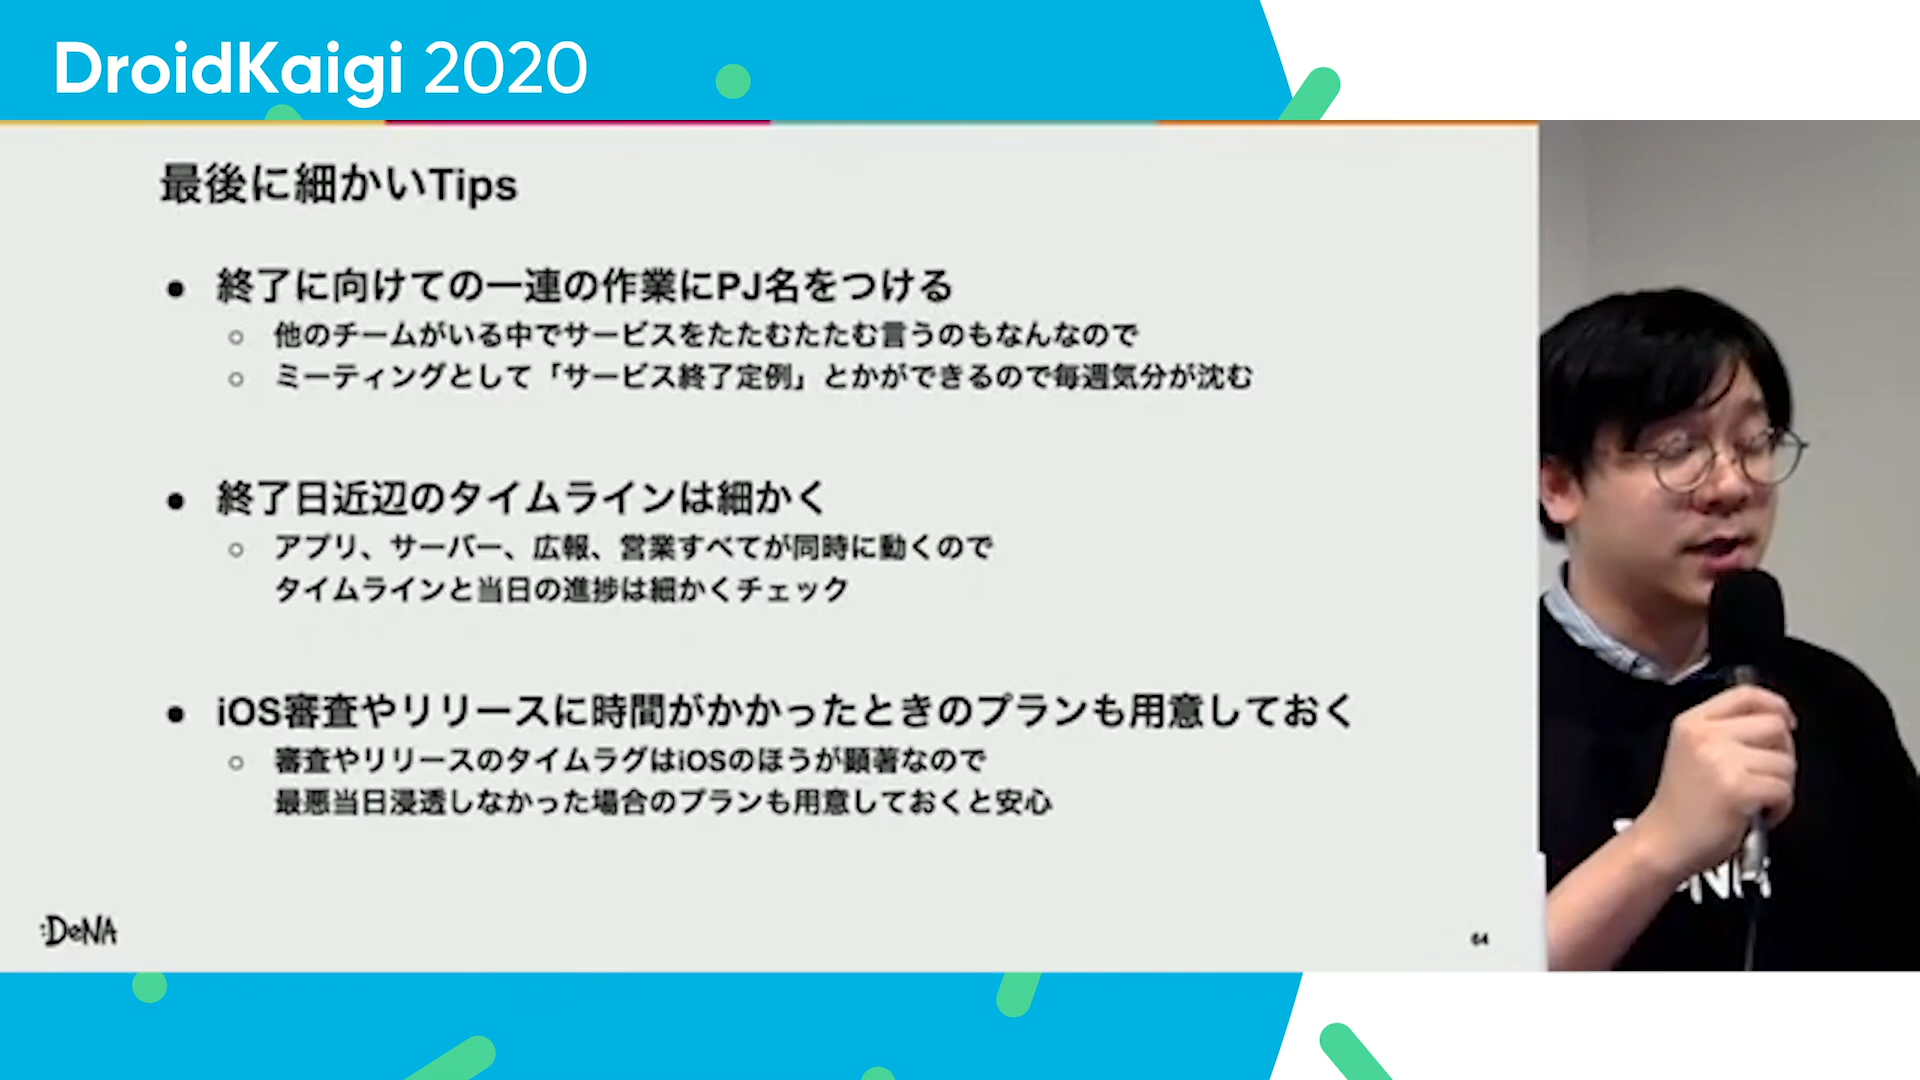 DroidKaigi 2020
最後に細かいTips
● 終了に向けての一連の作業にPJ名をつける
○ 他のチームがいる中でサービスをたたむたたむ言うのもなんなので
○ ミーティングとして「サービス終了定例」とかができるので毎週気分が沈む
● 終了日近辺のタイムラインは細かく
○ アプリ、サーバー、広報、営業すべてが同時に動くので
タイムラインと当日の進捗は細かくチェック
● iOS審査やリリースに時間がかかったときのプランも用意しておく
○ 審査やリリースのタイムラグはiOSのほうが顕著なので
最悪当日浸透しなかった場合のプランも用意しておくと安心
:DeNA
64